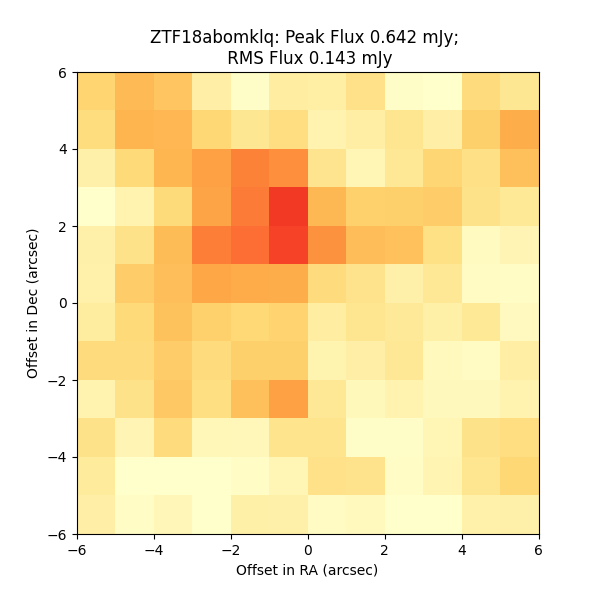 ZTF18abomklq: Peak Flux 0.642 mJy;
RMS Flux 0.143 mJy
6
4
2
0
−2
−4
−6
Offset in Dec (arcsec)
−6 −4 −2 0 2 4 6
Offset in RA (arcsec)